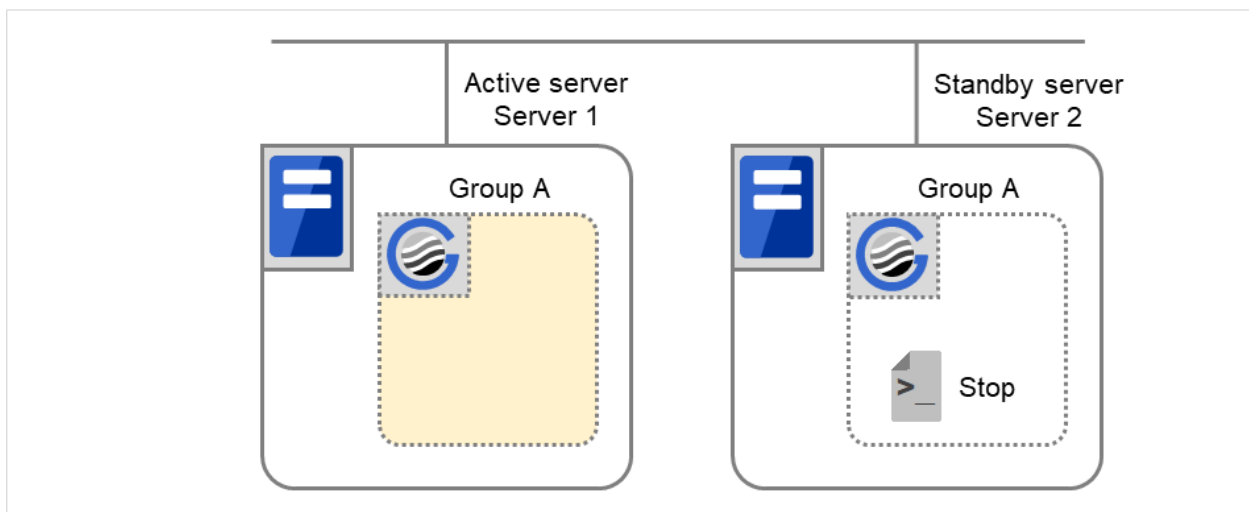 Active server
Server 1
Standby server
Server 2
Group A
Group A
>_
Stop